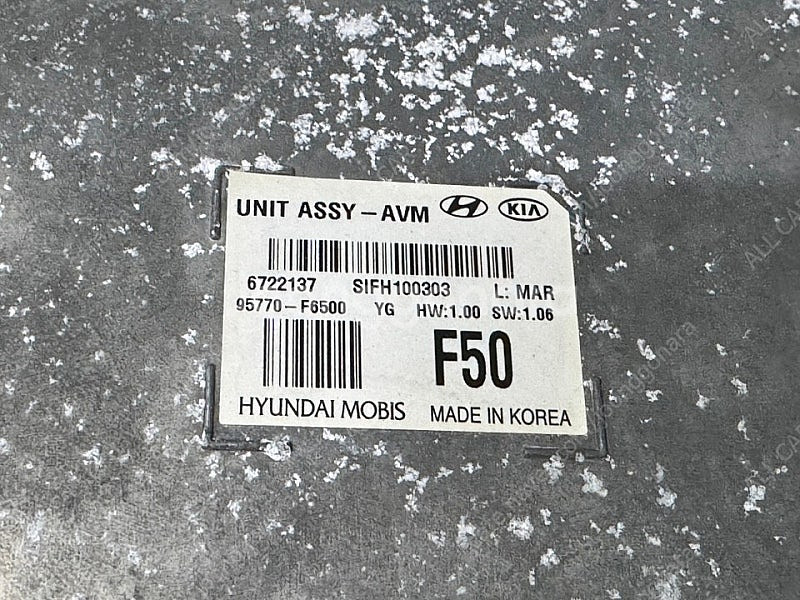 UNIT ASSY-AVM KIA
6722137 SIFH100303 L: MAR
95770-F6500 YG HW:1.00 SW:1.06
F50
HYUNDAI MOBIS MADE IN KOREA